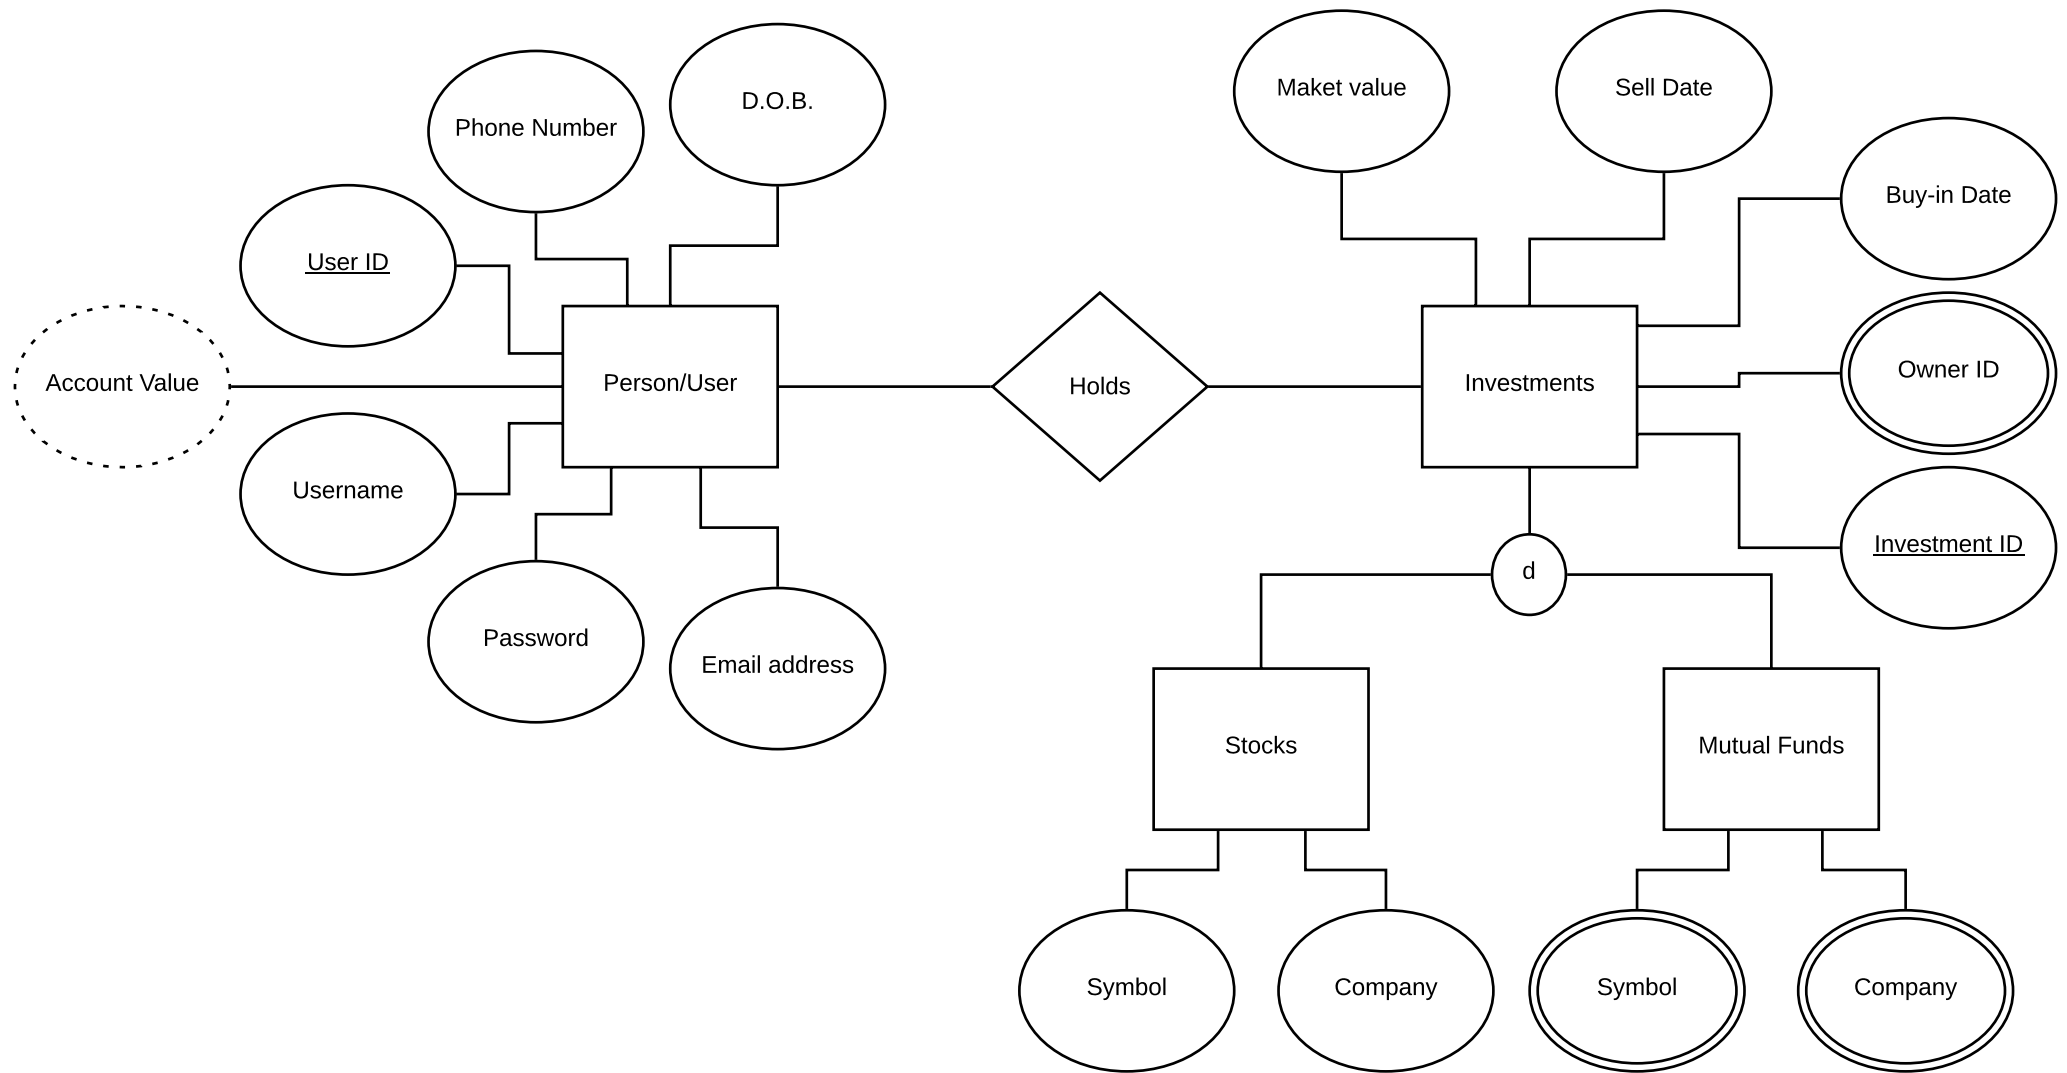 Maket value
Sell Date
D.O.B.
Phone Number
Buy-in Date
User ID
Owner ID
Account Value
Person/User
Holds
Investments
Username
Investment ID
d
Password
Email address
Stocks
Mutual Funds
Symbol
Company
Symbol
Company